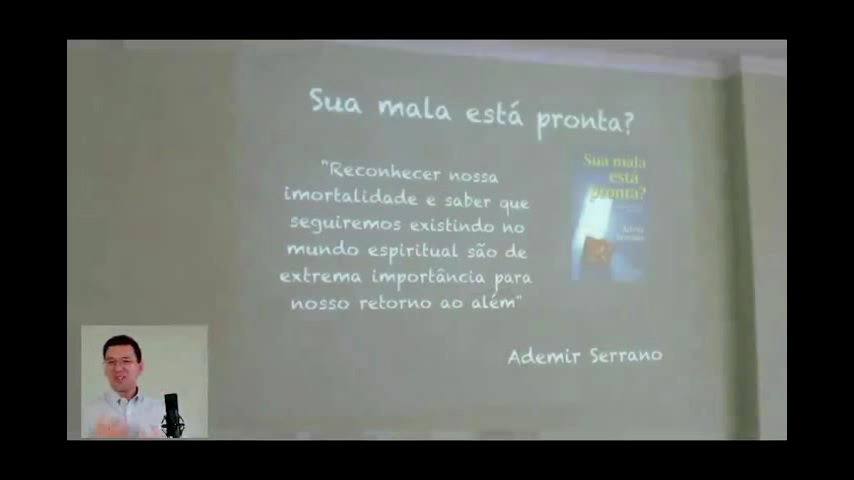 Sua mala está pronta?
"Reconhecer nossa
imortalidade e saber que
seguiremos existindo no
mundo espiritual são de
extrema importância para
nosso retorno ao além"
Sua mala
está
pronta?
Ademir Serrano